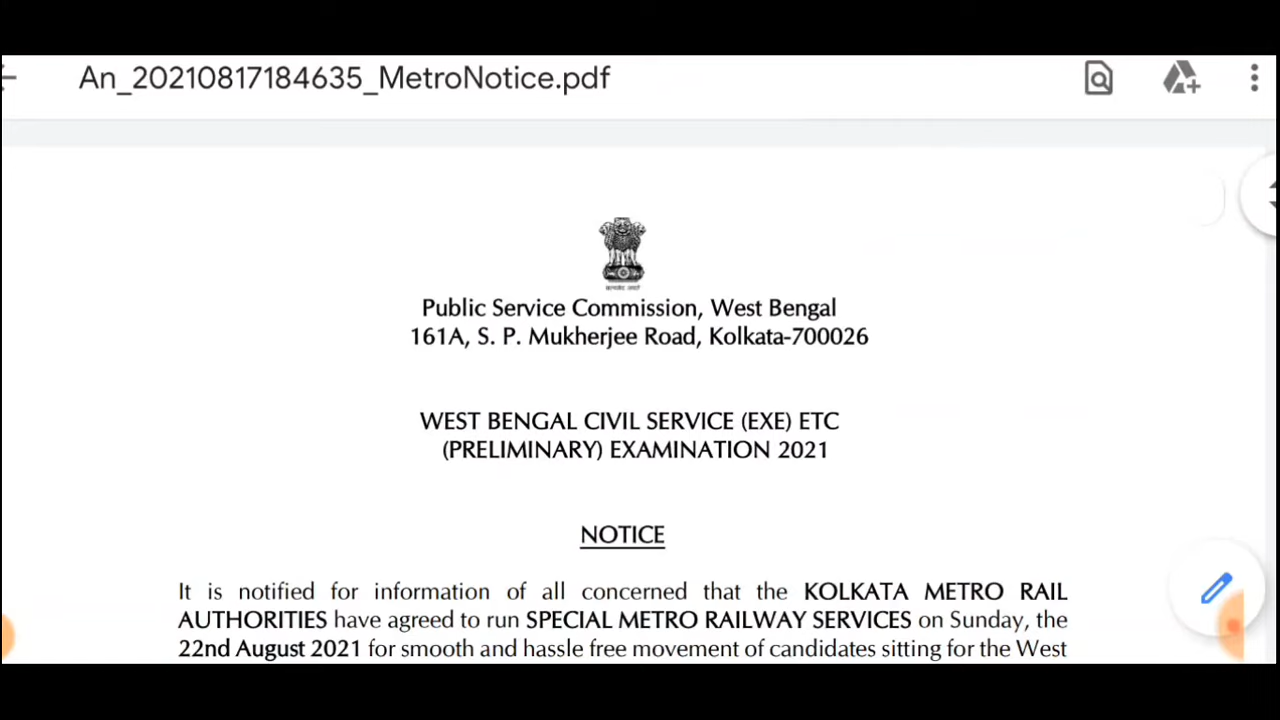 An_20210817184635_MetroNotice.pdf
Public Service Commission, West Bengal
161A, S. P. Mukherjee Road, Kolkata-700026
WEST BENGAL CIVIL SERVICE (EXE) ETC
(PRELIMINARY) EXAMINATION 2021
NOTICE
It is notified for information of all concerned that the KOLKATA METRO RAIL
AUTHORITIES have agreed to run SPECIAL METRO RAILWAY SERVICES on Sunday, the
22nd August 2021 for smooth and hassle free movement of candidates sitting for the West